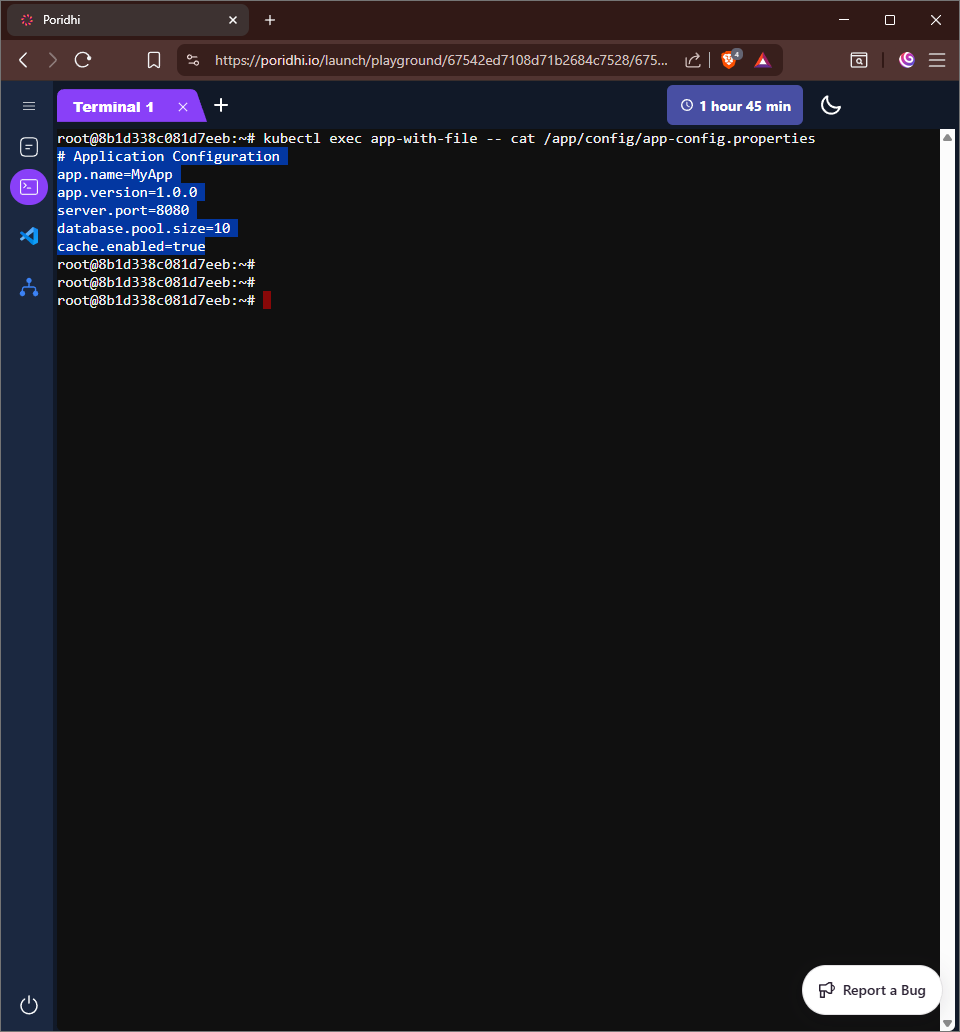 Poridhi
https://poridhi.io/launch/playground/67542ed7108d71b2684c7528/675...
4
Terminal 1
1 hour 45 min
root@8b1d338c081d7eeb:~# kubectl exec app-with-file -- cat /app/config/app-config.properties
# Application Configuration
app.name=MyApp
app.version=1.0.0
server.port=8080
database.pool.size=10
cache.enabled=true
root@8b1d338c081d7eeb:~#
root@8b1d338c081d7eeb:~#
root@8b1d338c081d7eeb:~#
Report a Bug